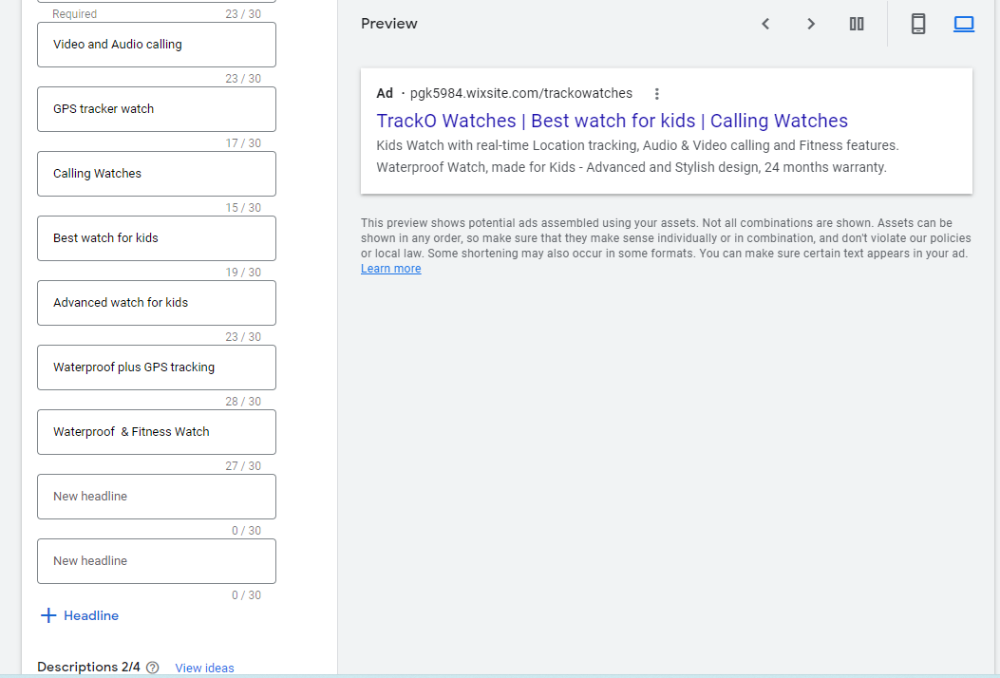 Required 23 / 30
Video and Audio calling
23 / 30
GPS tracker watch
17 / 30
Calling Watches
15 / 30
Best watch for kids
19 / 30
Advanced watch for kids
23 / 30
Waterproof plus GPS tracking
28 / 30
Waterproof  & Fitness Watch
27 / 30
New headline
0 / 30
New headline
0 / 30
+ Headline
Descriptions 2/4 ? View ideas
Preview
Ad · pgk5984.wixsite.com/trackowatches
TrackO Watches | Best watch for kids | Calling Watches
Kids Watch with real-time Location tracking, Audio & Video calling and Fitness features.
Waterproof Watch, made for Kids - Advanced and Stylish design, 24 months warranty.
This preview shows potential ads assembled using your assets. Not all combinations are shown. Assets can be
shown in any order, so make sure that they make sense individually or in combination, and don't violate our policies
or local law. Some shortening may also occur in some formats. You can make sure certain text appears in your ad.
Learn more